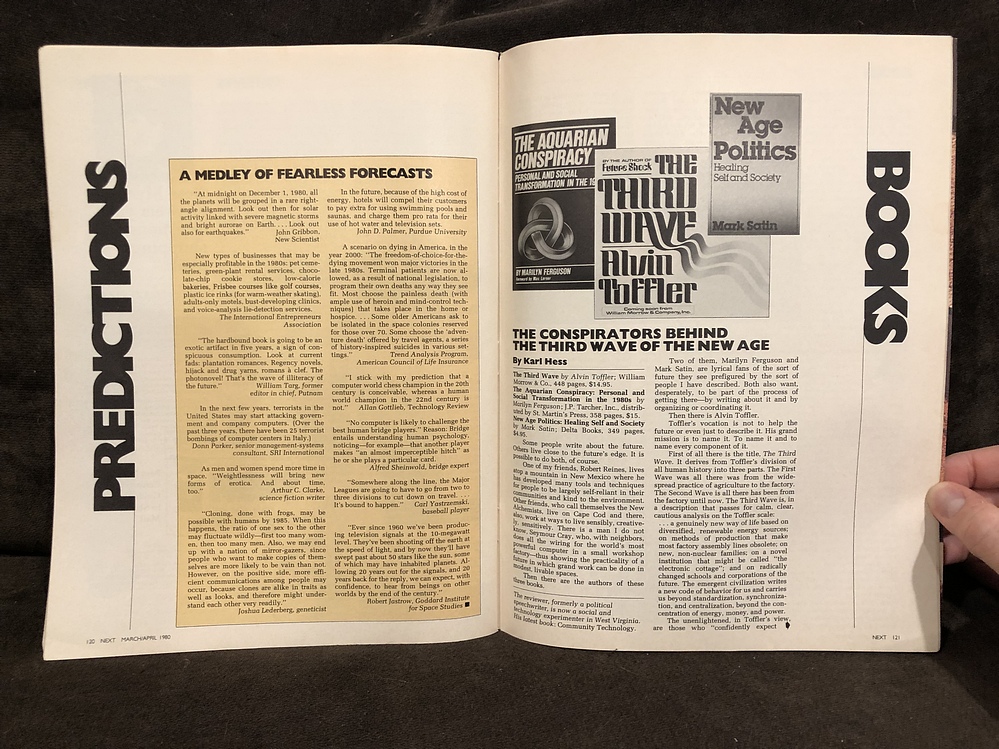 PREDICTIONS
A MEDLEY OF FEARLESS FORECASTS
"At midnight on December 1, 1980, all
the planets will be grouped in a rare right-
angle alignment. Look out then for solar
activity linked with severe magnetic storms
and bright aurorae on Earth. . . . Look out
also for earthquakes."
John Gribbon,
New Scientist
New types of businesses that may be
especially profitable in the 1980s: pet ceme-
teries, green-plant rental services, choco-
late-chip cookie stores, low-calorie
bakeries, Frisbee courses like golf courses,
plastic ice rinks (for warm-weather skating),
adults-only motels, bust-developing clinics,
and voice-analysis lie-detection services.
The International Entrepreneurs
Association
"The hardbound book is going to be an
exotic artifact in five years, a sign of con-
spicuous consumption. Look at current
fads: plantation romances, Regency novels,
hijack and drug yarns, romans à clef. The
photonovel! That's the wave of illiteracy of
the future."
William Targ, former
editor in chief, Putnam
In the next few years, terrorists in the
United States may start attacking govern-
ment and company computers. (Over the
past three years, there have been 25 terrorist
bombings of computer centers in Italy.)
Donn Parker, senior management-systems
consultant, SRI International
As men and women spend more time in
space, "Weightlessness will bring new
forms of erotica. And about time,
too."
Arthur C. Clarke,
science fiction writer
"Cloning, done with frogs, may be
possible with humans by 1985. When this
happens, the ratio of one sex to the other
may fluctuate wildly—first too many wom-
en, then too many men. Also, we may end
up with a nation of mirror-gazers, since
people who want to make copies of them-
selves are more likely to be vain than not.
However, on the positive side, more effi-
cient communications among people may
occur, because clones are alike in traits as
well as looks, and therefore might under-
stand each other very readily."
Joshua Lederberg, geneticist
In the future, because of the high cost of
energy, hotels will compel their customers
to pay extra for using swimming pools and
saunas, and charge them pro rata for their
use of hot water and television sets.
John D. Palmer, Purdue University
A scenario on dying in America, in the
year 2000: "The freedom-of-choice-for-the-
dying movement won major victories in the
late 1980s. Terminal patients are now al-
lowed, as a result of national legislation, to
program their own deaths any way they see
fit. Most choose the painless death (with
ample use of heroin and mind-control tech-
niques) that takes place in the home or
hospice. . . . Some older Americans ask to
be isolated in the space colonies reserved
for those over 70. Some choose the 'adven-
ture death' offered by travel agents, a series
of history-inspired suicides in various set-
tings."
Trend Analysis Program,
American Council of Life Insurance
"I stick with my prediction that a
computer world chess champion in the 20th
century is conceivable, whereas a human
world champion in the 22nd century is
not."
Allan Gottlieb, Technology Review
"No computer is likely to challenge the
best human bridge players." Reason: Bridge
entails understanding human psychology,
noticing—for example—that another player
makes "an almost imperceptible hitch" as
he or she plays a particular card.
Alfred Sheinwold, bridge expert
"Somewhere along the line, the Major
Leagues are going to have to go from two to
three divisions to cut down on travel. . . .
It's bound to happen."
Carl Yastrzemski,
baseball player
"Ever since 1960 we've been produc-
ing television signals at the 10-megawatt
level. They've been shooting off the earth at
the speed of light, and by now they'll have
swept past about 50 stars like the sun, some
of which may have inhabited planets. Al-
lowing 20 years out for the signals, and 20
years back for the reply, we can expect, with
confidence, to hear from beings on other
worlds by the end of the century."
Robert Jastrow, Goddard Institute
for Space Studies
120 NEXT MARCH/APRIL 1980
BOOKS
THE AQUARIAN
CONSPIRACY
PERSONAL AND SOCIAL
TRANSFORMATION IN THE
BY MARILYN FERGUSON
Foreword by Max Lerner
BY THE AUTHOR OF
Future Shock
THE
THIRD
WAVE
Alvin
Toffler
Coming soon from
William Morrow & Company, Inc.
New
Age
Politics
Healing
Self and Society
Mark Satin
THE CONSPIRATORS BEHIND
THE THIRD WAVE OF THE NEW AGE
By Karl Hess
The Third Wave by Alvin Toffler; William
Morrow & Co., 448 pages, $14.95.
The Aquarian Conspiracy: Personal and
Social Transformation in the 1980s by
Marilyn Ferguson; J.P. Tarcher, Inc., distrib-
uted by St. Martin's Press, 358 pages, $15.
New Age Politics: Healing Self and Society
by Mark Satin; Delta Books, 349 pages,
$4.95.
Some people write about the future.
Others live close to the future's edge. It is
possible to do both, of course.
One of my friends, Robert Reines, lives
atop a mountain in New Mexico where he
has developed many tools and techniques
for people to be largely self-reliant in their
communities and kind to the environment.
Other friends, who call themselves the New
Alchemists, live on Cape Cod and there,
also, work at ways to live sensibly, creative-
ly, sensitively. There is a man I do not
know, Seymour Cray, who, with neighbors,
does all the wiring for the world's most
powerful computer in a small workshop
factory—thus showing the practicality of a
future in which grand work can be done in
modest, livable spaces.
Then there are the authors of these
three books.
The reviewer, formerly a political
speechwriter, is now a social and
technology experimenter in West Virginia.
His latest book: Community Technology.
Two of them, Marilyn Ferguson and
Mark Satin, are lyrical fans of the sort of
future they see prefigured by the sort of
people I have described. Both also want,
desperately, to be part of the process of
getting there—by writing about it and by
organizing or coordinating it.
Then there is Alvin Toffler.
Toffler's vocation is not to help the
future or even just to describe it. His grand
mission is to name it. To name it and to
name every component of it.
First of all there is the title, The Third
Wave. It derives from Toffler's division of
all human history into three parts. The First
Wave was all there was from the wide-
spread practice of agriculture to the factory.
The Second Wave is all there has been from
the factory until now. The Third Wave is, in
a description that passes for calm, clear,
cautious analysis on the Toffler scale:
. . . a genuinely new way of life based on
diversified, renewable energy sources;
on methods of production that make
most factory assembly lines obsolete; on
new, non-nuclear families; on a novel
institution that might be called "the
electronic cottage"; and on radically
changed schools and corporations of the
future. The emergent civilization writes
a new code of behavior for us and carries
us beyond standardization, synchroniza-
tion, and centralization, beyond the con-
centration of energy, money, and power.
The unenlightened, in Toffler's view,
are those who "confidently expect
NEXT 121